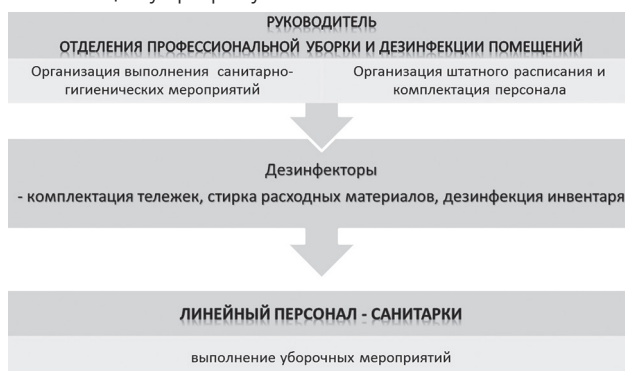 РУКОВОДИТЕЛЬ
ОТДЕЛЕНИЯ ПРОФЕССИОНАЛЬНОЙ УБОРКИ И ДЕЗИНФЕКЦИИ ПОМЕЩЕНИЙ
Организация выполнения санитарно-
гигиенических мероприятий
Организация штатного расписания и
комплектация персонала
Дезинфекторы
- комплектация тележек, стирка расходных материалов, дезинфекция инвентаря
ЛИНЕЙНЫЙ ПЕРСОНАЛ - САНИТАРКИ
выполнение уборочных мероприятий